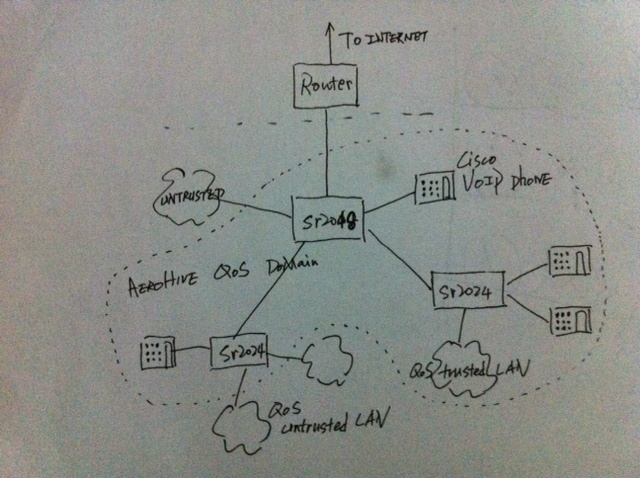 TO INTERNET
Router
Cisco
VOIP PHONE
UNTRUSTED
Sr2048
AEROHIVE QOS DOMAIN
Sr2024
Sr2024
QOS trusted LAN
QOS
untrusted LAN